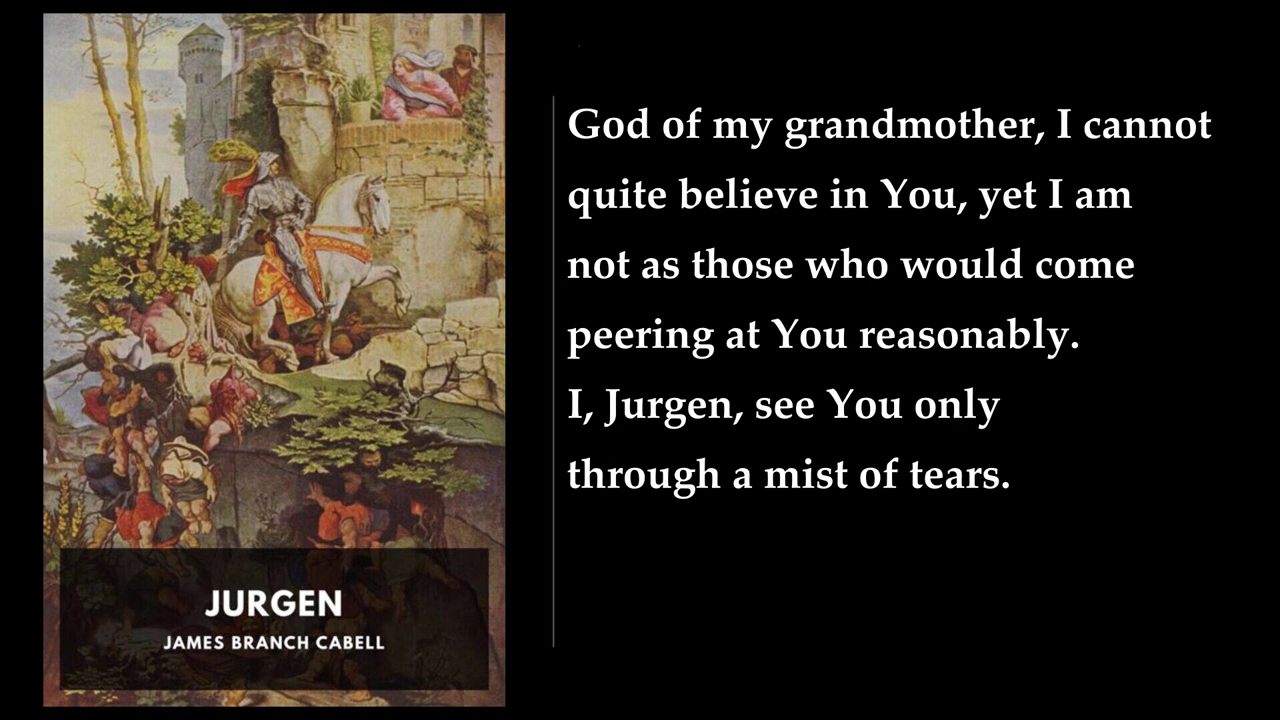 God of my grandmother, I cannot
quite believe in You, yet I am
not as those who would come
peering at You reasonably.
I, Jurgen, see You only
through a mist of tears.
JURGEN
JAMES BRANCH CABELL